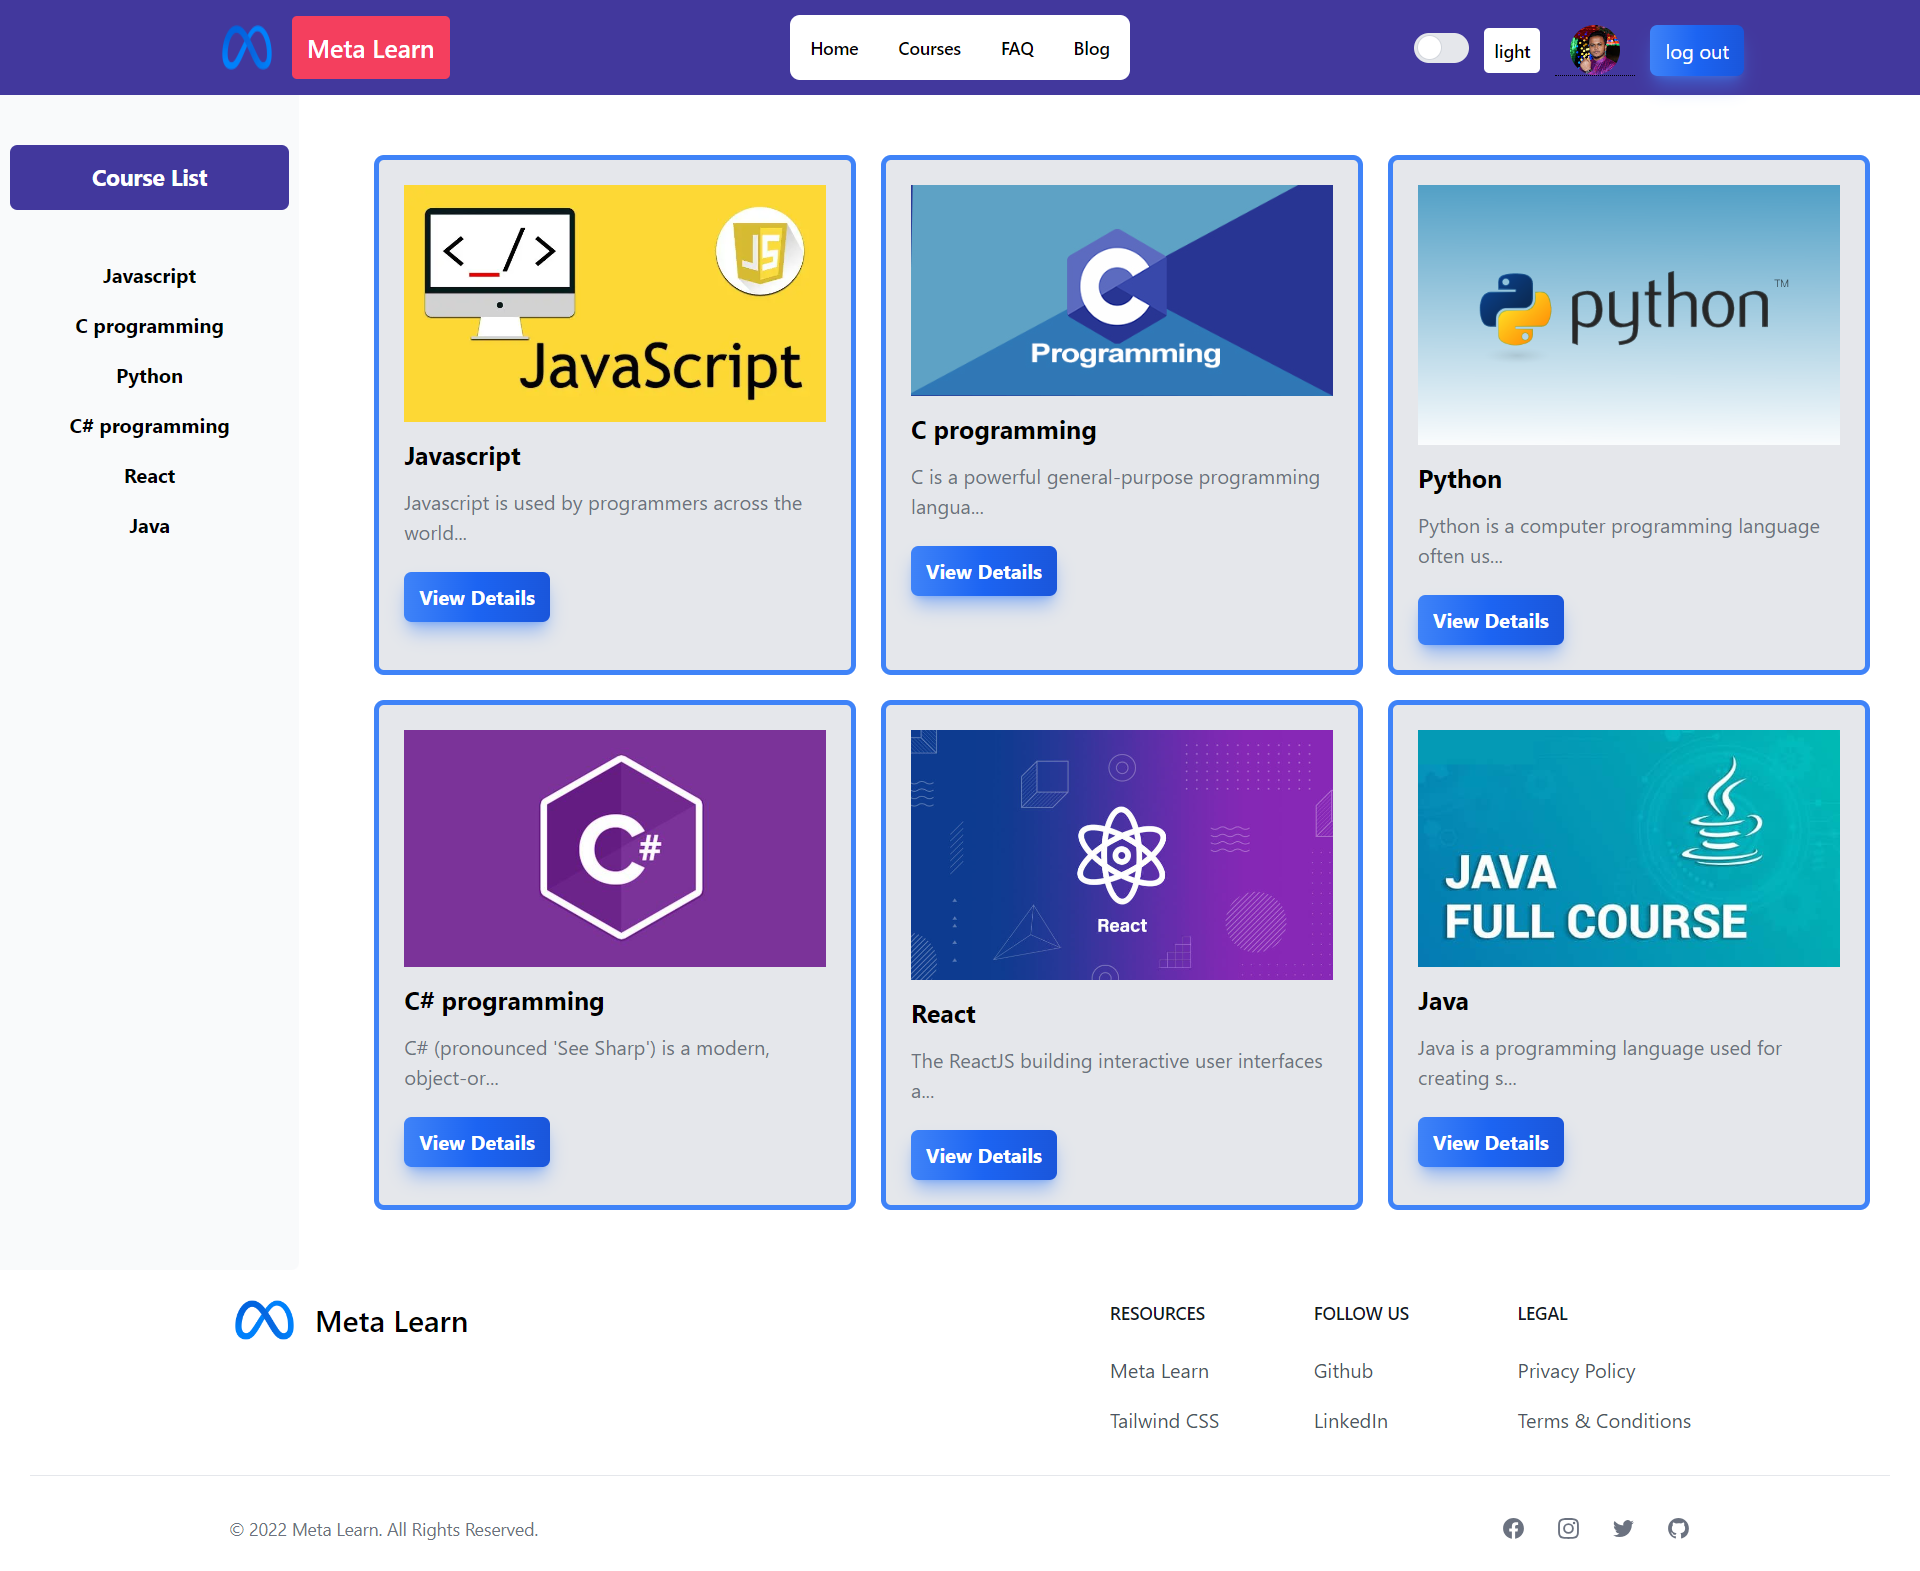 Meta Learn
Home Courses FAQ Blog
light
log out
Course List
Javascript
C programming
Python
C# programming
React
Java
<_/>
JS
JavaScript
Javascript
Javascript is used by programmers across the
world...
View Details
C
Programming
C programming
C is a powerful general-purpose programming
langua...
View Details
python™
Python
Python is a computer programming language
often us...
View Details
C#
C# programming
C# (pronounced 'See Sharp') is a modern,
object-or...
View Details
React
React
The ReactJS building interactive user interfaces
a...
View Details
JAVA
FULL COURSE
Java
Java is a programming language used for
creating s...
View Details
Meta Learn
RESOURCES
Meta Learn
Tailwind CSS
FOLLOW US
Github
LinkedIn
LEGAL
Privacy Policy
Terms & Conditions
© 2022 Meta Learn. All Rights Reserved.